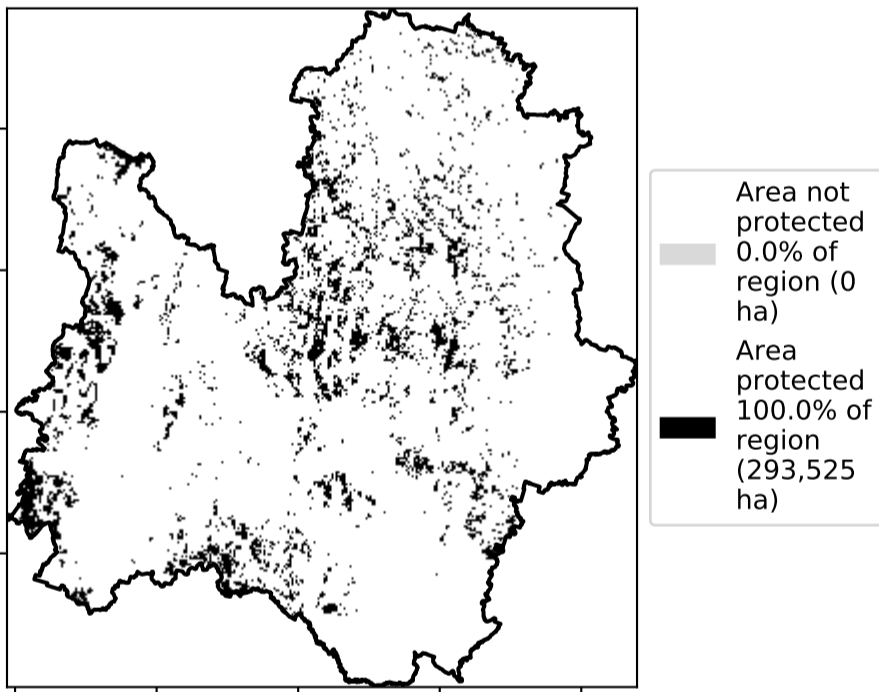 Area not
protected
0.0% of
region (0
ha)
Area
protected
100.0% of
region
(293,525
ha)